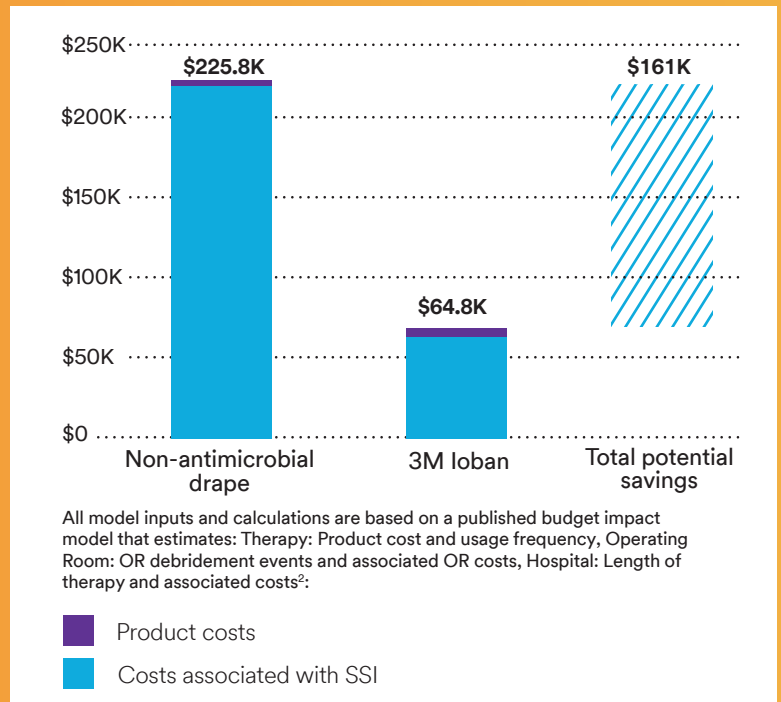 $250K
$225.8K
$161K
$200K
$150K
$100K
$64.8K
$50K
$0
Non-antimicrobial
drape
3M Ioban
Total potential
savings
All model inputs and calculations are based on a published budget impact
model that estimates: Therapy: Product cost and usage frequency, Operating
Room: OR debridement events and associated OR costs, Hospital: Length of
therapy and associated costs²:
Product costs
Costs associated with SSI